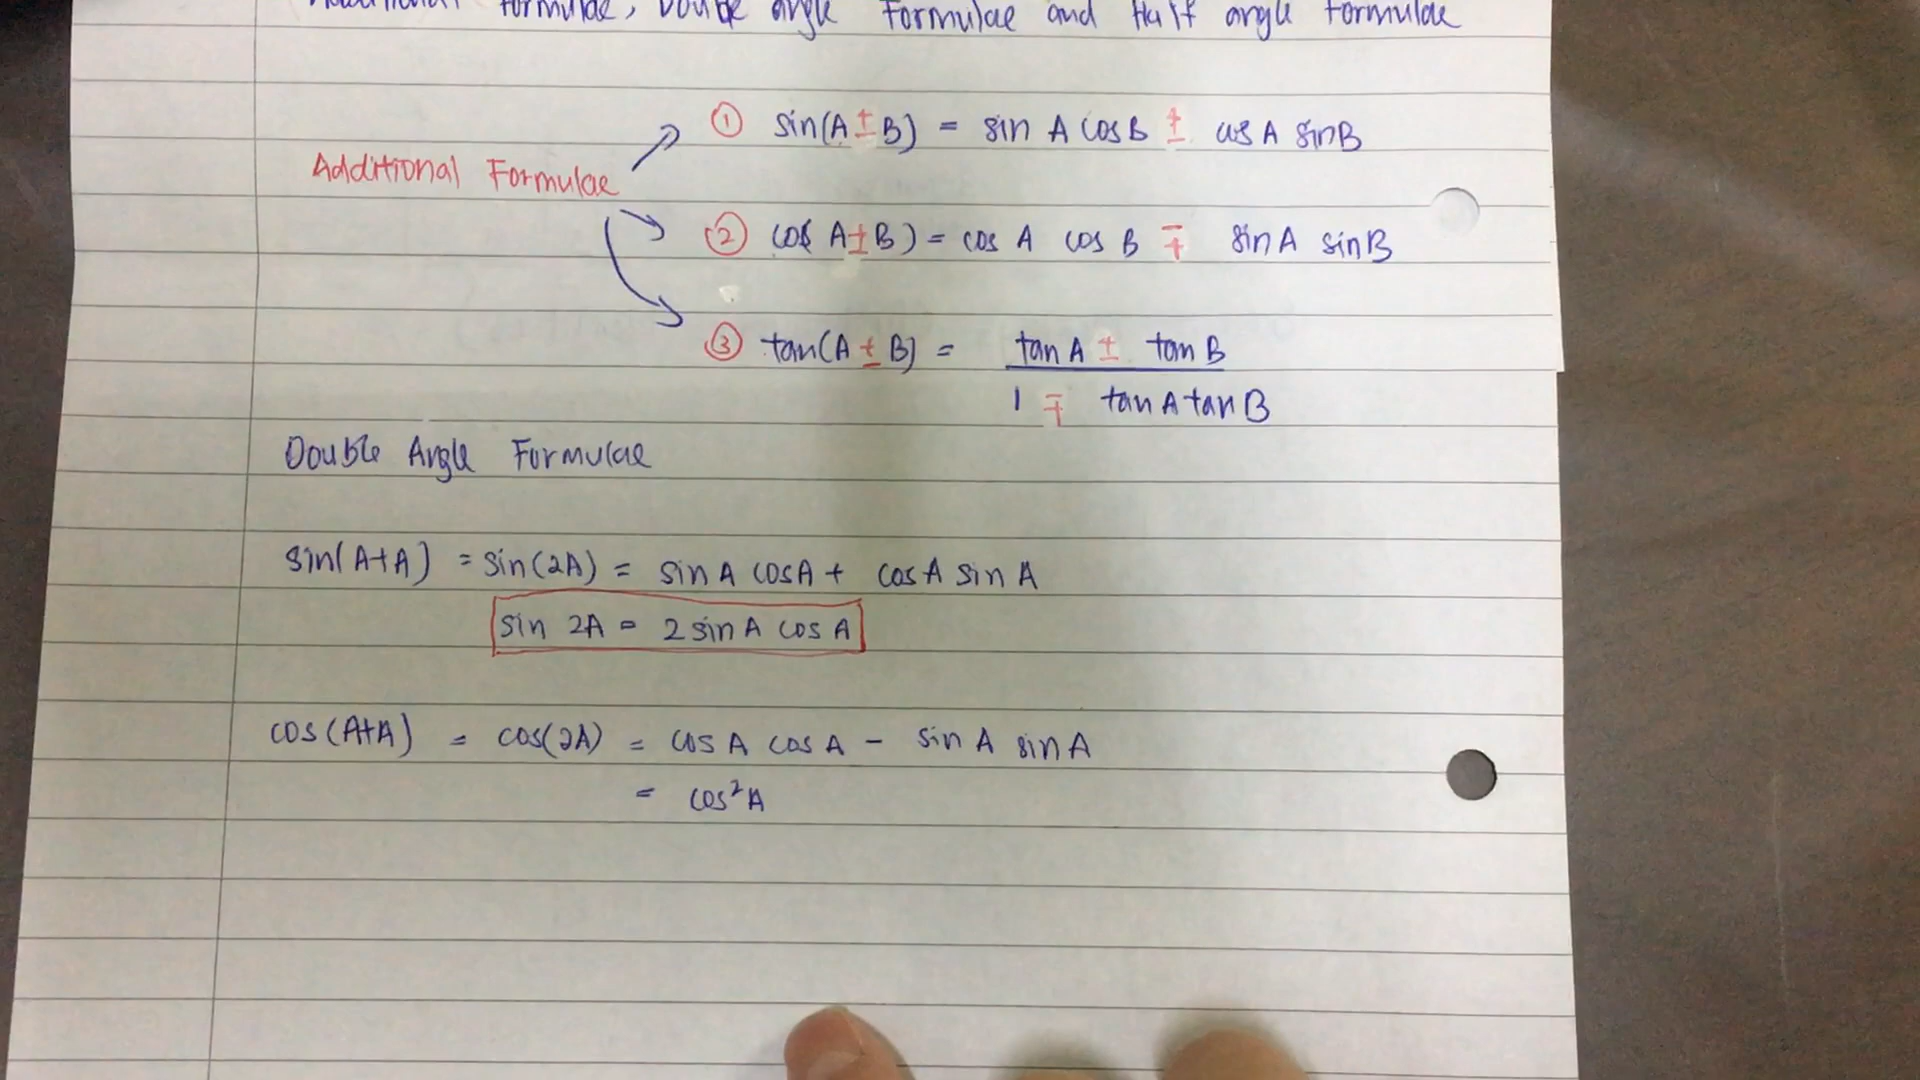 Additional Formulae, Double angle Formulae and Half angle Formulae
① sin(A ± B) = sin A cos B ± cos A sin B
Additional Formulae
② cos(A ± B) = cos A cos B ∓ sin A sin B
③ tan(A ± B) = tan A ± tan B
1 ∓ tan A tan B
Double Angle Formulae
sin(A+A) = sin(2A) = sin A cos A + cos A sin A
sin 2A = 2 sin A cos A
cos(A+A) = cos(2A) = cos A cos A − sin A sin A
= cos²A